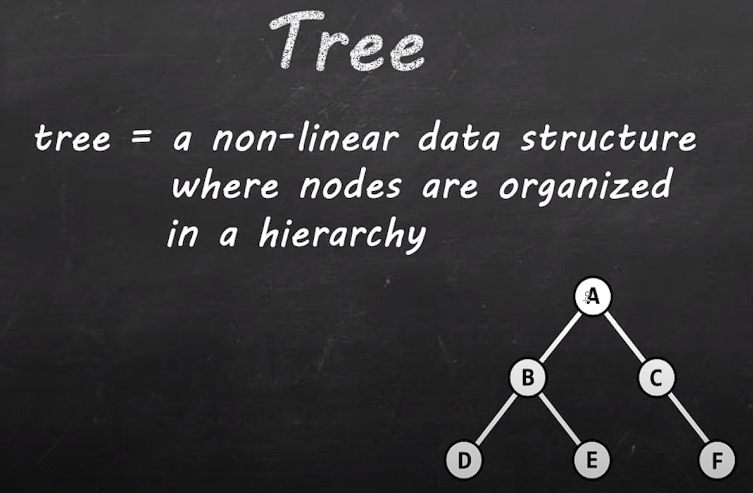 Tree
tree = a non-linear data structure
where nodes are organized
in a hierarchy
A
B
C
D
E
F